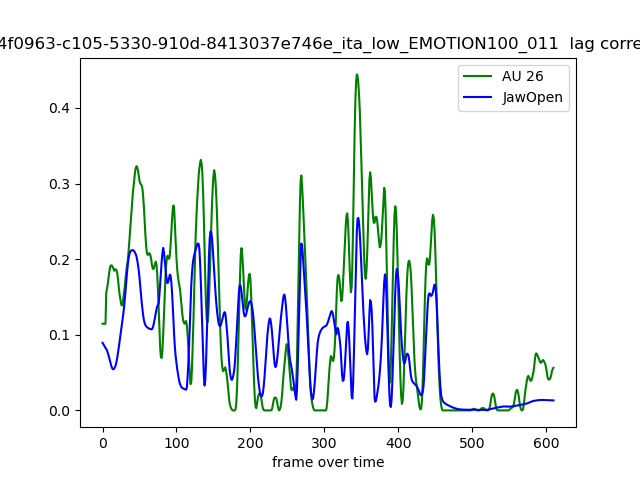 4f0963-c105-5330-910d-8413037e746e_ita_low_EMOTION100_011 lag corre
AU 26
JawOpen
0.4
0.3
0.2
0.1
0.0
0 100 200 300 400 500 600
frame over time